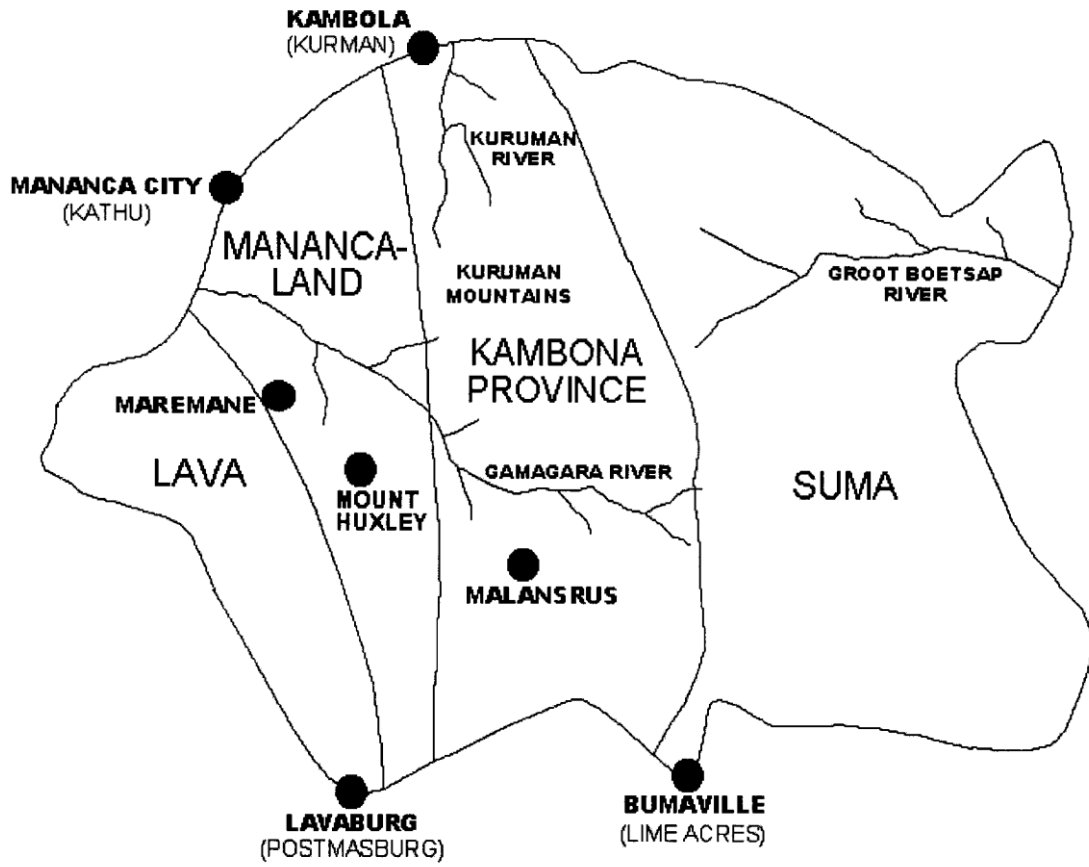 KAMBOLA
(KURMAN)
KURUMAN
RIVER
MANANCA CITY
(KATHU)
MANANCA-
LAND
KURUMAN
MOUNTAINS
GROOT BOETSAP
RIVER
KAMBONA
PROVINCE
MAREMANE
LAVA
GAMAGARA RIVER
SUMA
MOUNT
HUXLEY
MALANSRUS
LAVABURG
(POSTMASBURG)
BUMAVILLE
(LIME ACRES)